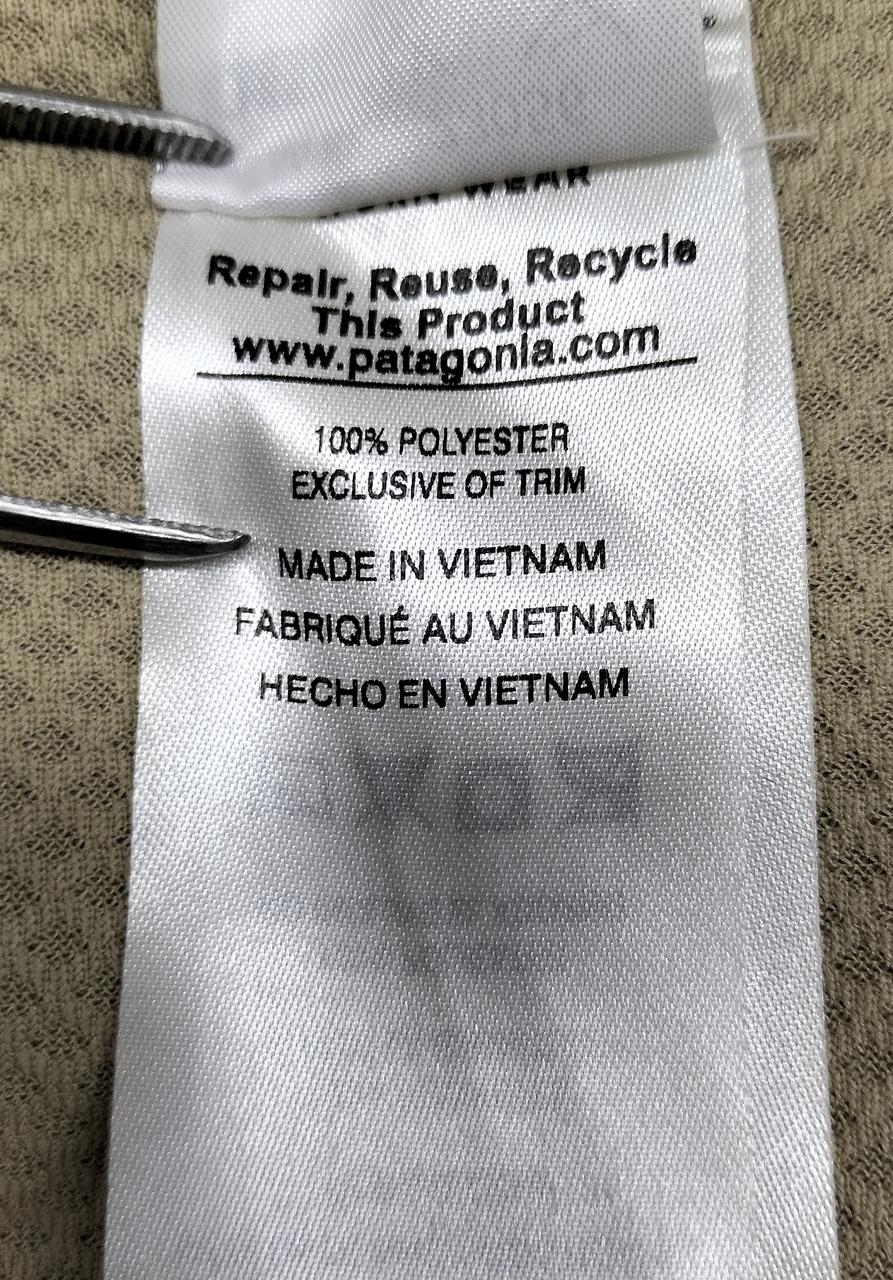 WEAR
Repair, Reuse, Recycle
This Product
www.patagonia.com
100% POLYESTER
EXCLUSIVE OF TRIM
MADE IN VIETNAM
FABRIQUÉ AU VIETNAM
HECHO EN VIETNAM